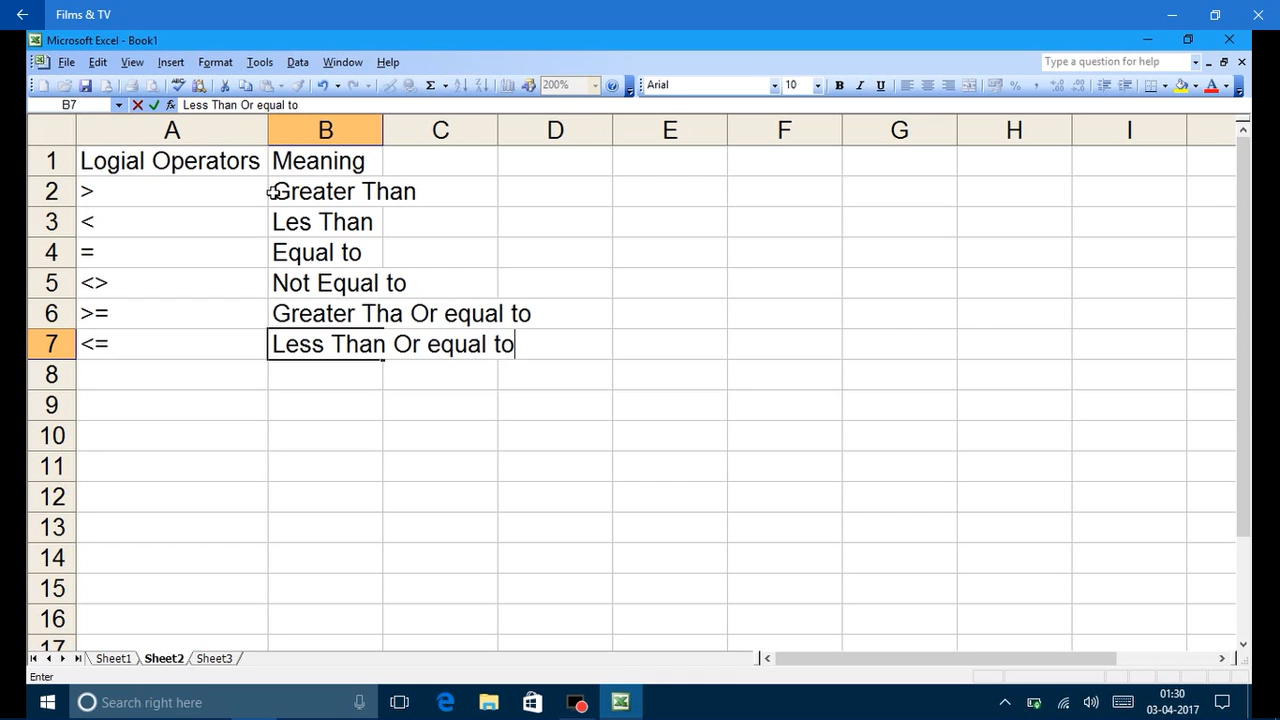 Films & TV
Microsoft Excel - Book1
File Edit View Insert Format Tools Data Window Help Type a question for help
200% Arial 10 B I U
B7 Less Than Or equal to
A B C D E F G H I
1 Logial Operators Meaning
2 > Greater Than
3 < Les Than
4 = Equal to
5 <> Not Equal to
6 >= Greater Tha Or equal to
7 <= Less Than Or equal to
8
9
10
11
12
13
14
15
16
17
Sheet1 Sheet2 Sheet3
Enter
Search right here 01:30
03-04-2017